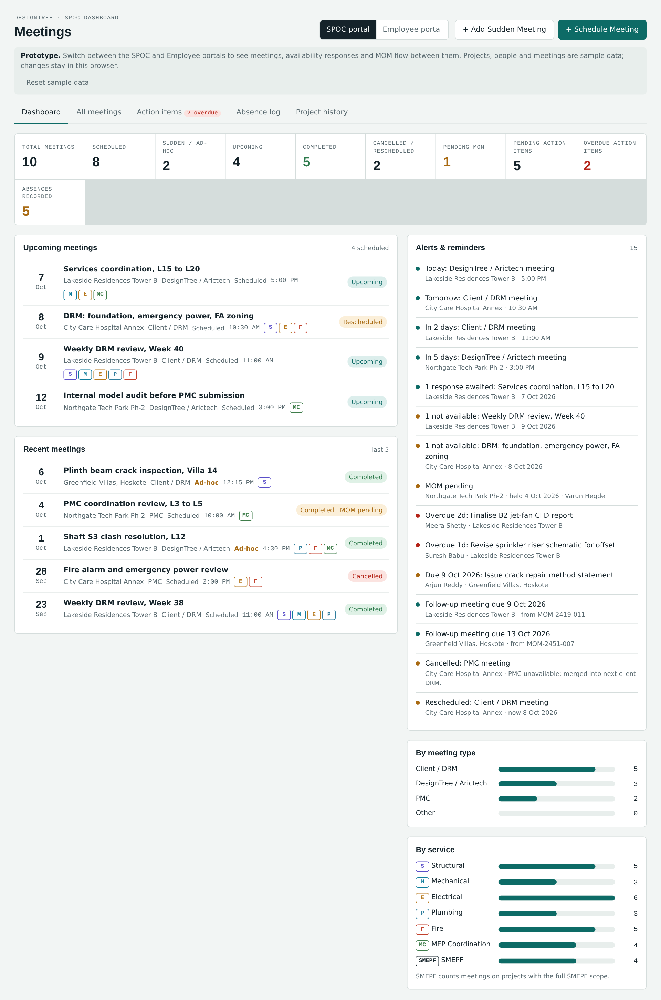 DESIGNTREE · SPOC DASHBOARD
Meetings
SPOC portal
Employee portal
+ Add Sudden Meeting
+ Schedule Meeting
Prototype. Switch between the SPOC and Employee portals to see meetings, availability responses and MOM flow between them. Projects, people and meetings are sample data;
changes stay in this browser.
Reset sample data
Dashboard
All meetings
Action items 2 overdue
Absence log
Project history
TOTAL MEETINGS
10
SCHEDULED
8
SUDDEN / AD-
HOC
2
UPCOMING
4
COMPLETED
5
CANCELLED /
RESCHEDULED
2
PENDING MOM
1
PENDING ACTION
ITEMS
5
OVERDUE ACTION
ITEMS
2
ABSENCES
RECORDED
5
Upcoming meetings
4 scheduled
7
Oct
Services coordination, L15 to L20
Lakeside Residences Tower B DesignTree / Arictech Scheduled 5:00 PM
M E MC
Upcoming
8
Oct
DRM: foundation, emergency power, FA zoning
City Care Hospital Annex Client / DRM Scheduled 10:30 AM S E F
Rescheduled
9
Oct
Weekly DRM review, Week 40
Lakeside Residences Tower B Client / DRM Scheduled 11:00 AM
S M E P F
Upcoming
12
Oct
Internal model audit before PMC submission
Northgate Tech Park Ph-2 DesignTree / Arictech Scheduled 3:00 PM MC
Upcoming
Recent meetings
last 5
6
Oct
Plinth beam crack inspection, Villa 14
Greenfield Villas, Hoskote Client / DRM Ad-hoc 12:15 PM S
Completed
4
Oct
PMC coordination review, L3 to L5
Northgate Tech Park Ph-2 PMC Scheduled 10:00 AM MC
Completed · MOM pending
1
Oct
Shaft S3 clash resolution, L12
Lakeside Residences Tower B DesignTree / Arictech Ad-hoc 4:30 PM P F MC
Completed
28
Sep
Fire alarm and emergency power review
City Care Hospital Annex PMC Scheduled 2:00 PM E F
Cancelled
23
Sep
Weekly DRM review, Week 38
Lakeside Residences Tower B Client / DRM Scheduled 11:00 AM S M E P
Completed
Alerts & reminders
15
Today: DesignTree / Arictech meeting
Lakeside Residences Tower B · 5:00 PM
Tomorrow: Client / DRM meeting
City Care Hospital Annex · 10:30 AM
In 2 days: Client / DRM meeting
Lakeside Residences Tower B · 11:00 AM
In 5 days: DesignTree / Arictech meeting
Northgate Tech Park Ph-2 · 3:00 PM
1 response awaited: Services coordination, L15 to L20
Lakeside Residences Tower B · 7 Oct 2026
1 not available: Weekly DRM review, Week 40
Lakeside Residences Tower B · 9 Oct 2026
1 not available: DRM: foundation, emergency power, FA
zoning
City Care Hospital Annex · 8 Oct 2026
MOM pending
Northgate Tech Park Ph-2 · held 4 Oct 2026 · Varun Hegde
Overdue 2d: Finalise B2 jet-fan CFD report
Meera Shetty · Lakeside Residences Tower B
Overdue 1d: Revise sprinkler riser schematic for offset
Suresh Babu · Lakeside Residences Tower B
Due 9 Oct 2026: Issue crack repair method statement
Arjun Reddy · Greenfield Villas, Hoskote
Follow-up meeting due 9 Oct 2026
Lakeside Residences Tower B · from MOM-2419-011
Follow-up meeting due 13 Oct 2026
Greenfield Villas, Hoskote · from MOM-2451-007
Cancelled: PMC meeting
City Care Hospital Annex · PMC unavailable; merged into next client
DRM.
Rescheduled: Client / DRM meeting
City Care Hospital Annex · now 8 Oct 2026
By meeting type
Client / DRM 5
DesignTree / Arictech 3
PMC 2
Other 0
By service
S Structural 5
M Mechanical 3
E Electrical 6
P Plumbing 3
F Fire 5
MC MEP Coordination 4
SMEPF SMEPF 4
SMEPF counts meetings on projects with the full SMEPF scope.